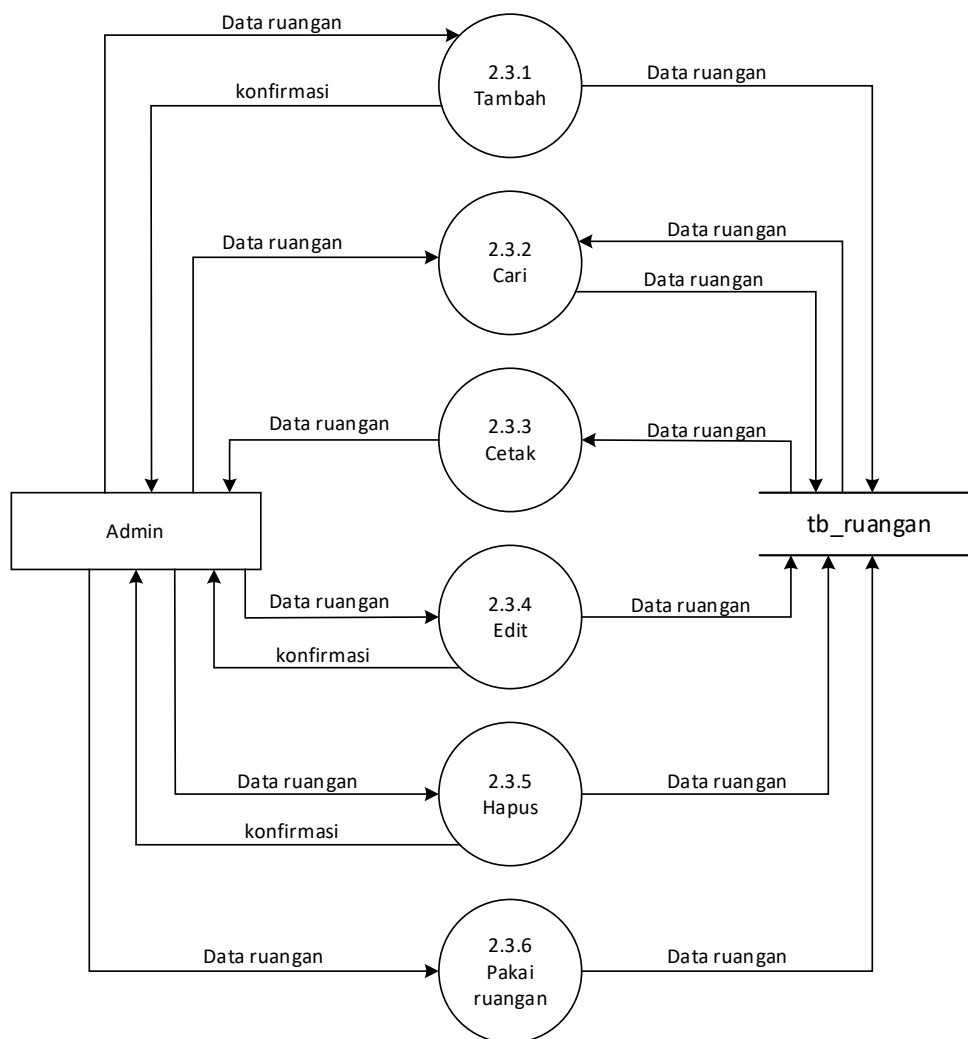 Data ruangan
2.3.1
Tambah
Data ruangan
konfirmasi
Data ruangan
2.3.2
Cari
Data ruangan
Data ruangan
Data ruangan
2.3.3
Cetak
Data ruangan
Admin
tb_ruangan
Data ruangan
2.3.4
Edit
Data ruangan
konfirmasi
Data ruangan
2.3.5
Hapus
Data ruangan
konfirmasi
Data ruangan
2.3.6
Pakai
ruangan
Data ruangan